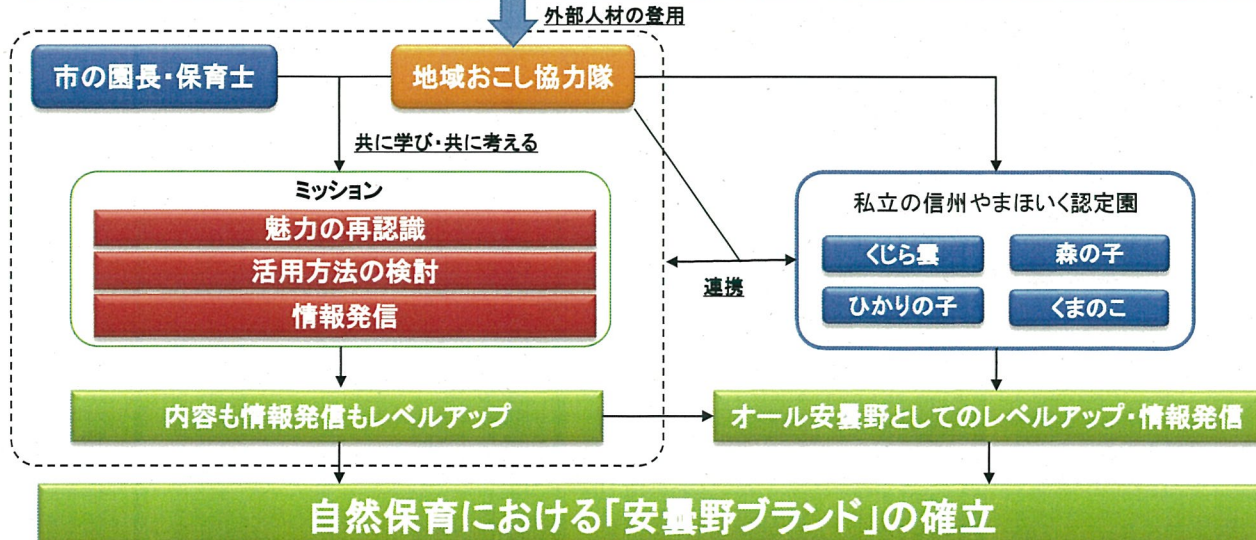 外部人材の登用
市の園長・保育士
地域おこし協力隊
共に学び・共に考える
ミッション
魅力の再認識
活用方法の検討
情報発信
私立の信州やまほいく認定園
くじら雲
森の子
ひかりの子
くまのこ
連携
内容も情報発信もレベルアップ
オール安曇野としてのレベルアップ・情報発信
自然保育における「安曇野ブランド」の確立